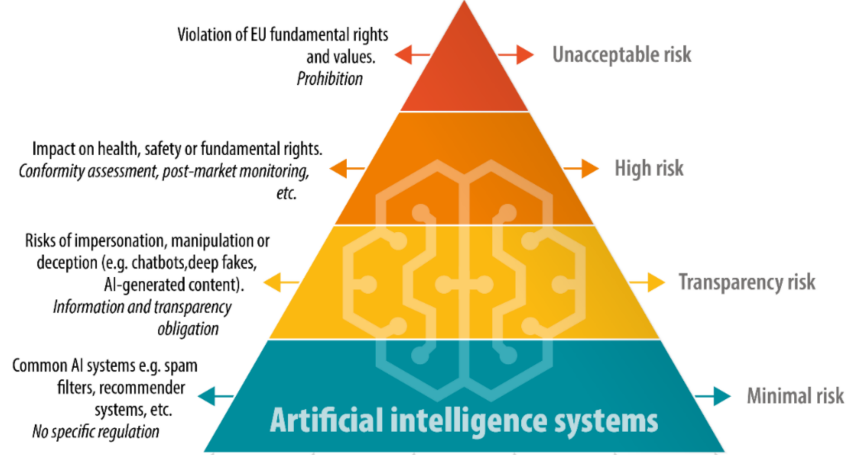 Violation of EU fundamental rights
and values.
Prohibition
Unacceptable risk
Impact on health, safety or fundamental rights.
Conformity assessment, post-market monitoring,
etc.
High risk
Risks of impersonation, manipulation or
deception (e.g. chatbots,deep fakes,
AI-generated content).
Information and transparency
obligation
Transparency risk
Common AI systems e.g. spam
filters, recommender
systems, etc.
No specific regulation
Minimal risk
Artificial intelligence systems